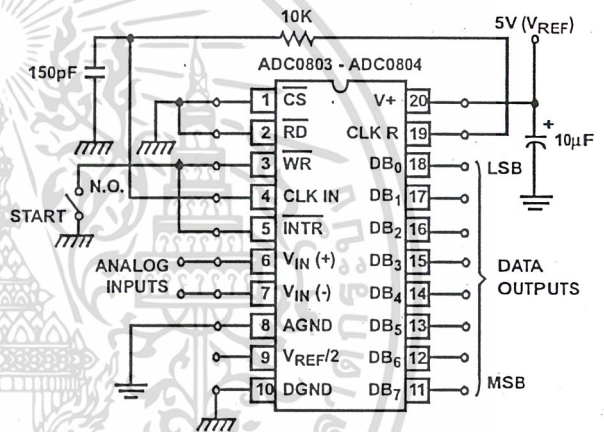 10K
5V (VREF)
150pF
ADC0803 - ADC0804
1 CS V+ 20
2 RD CLK R 19
10µF
+
3 WR DB0 18 LSB
N.O.
4 CLK IN DB1 17
START
5 INTR DB2 16
6 VIN (+) DB3 15
ANALOG INPUTS
DATA OUTPUTS
7 VIN (-) DB4 14
8 AGND DB5 13
9 VREF/2 DB6 12
10 DGND DB7 11 MSB